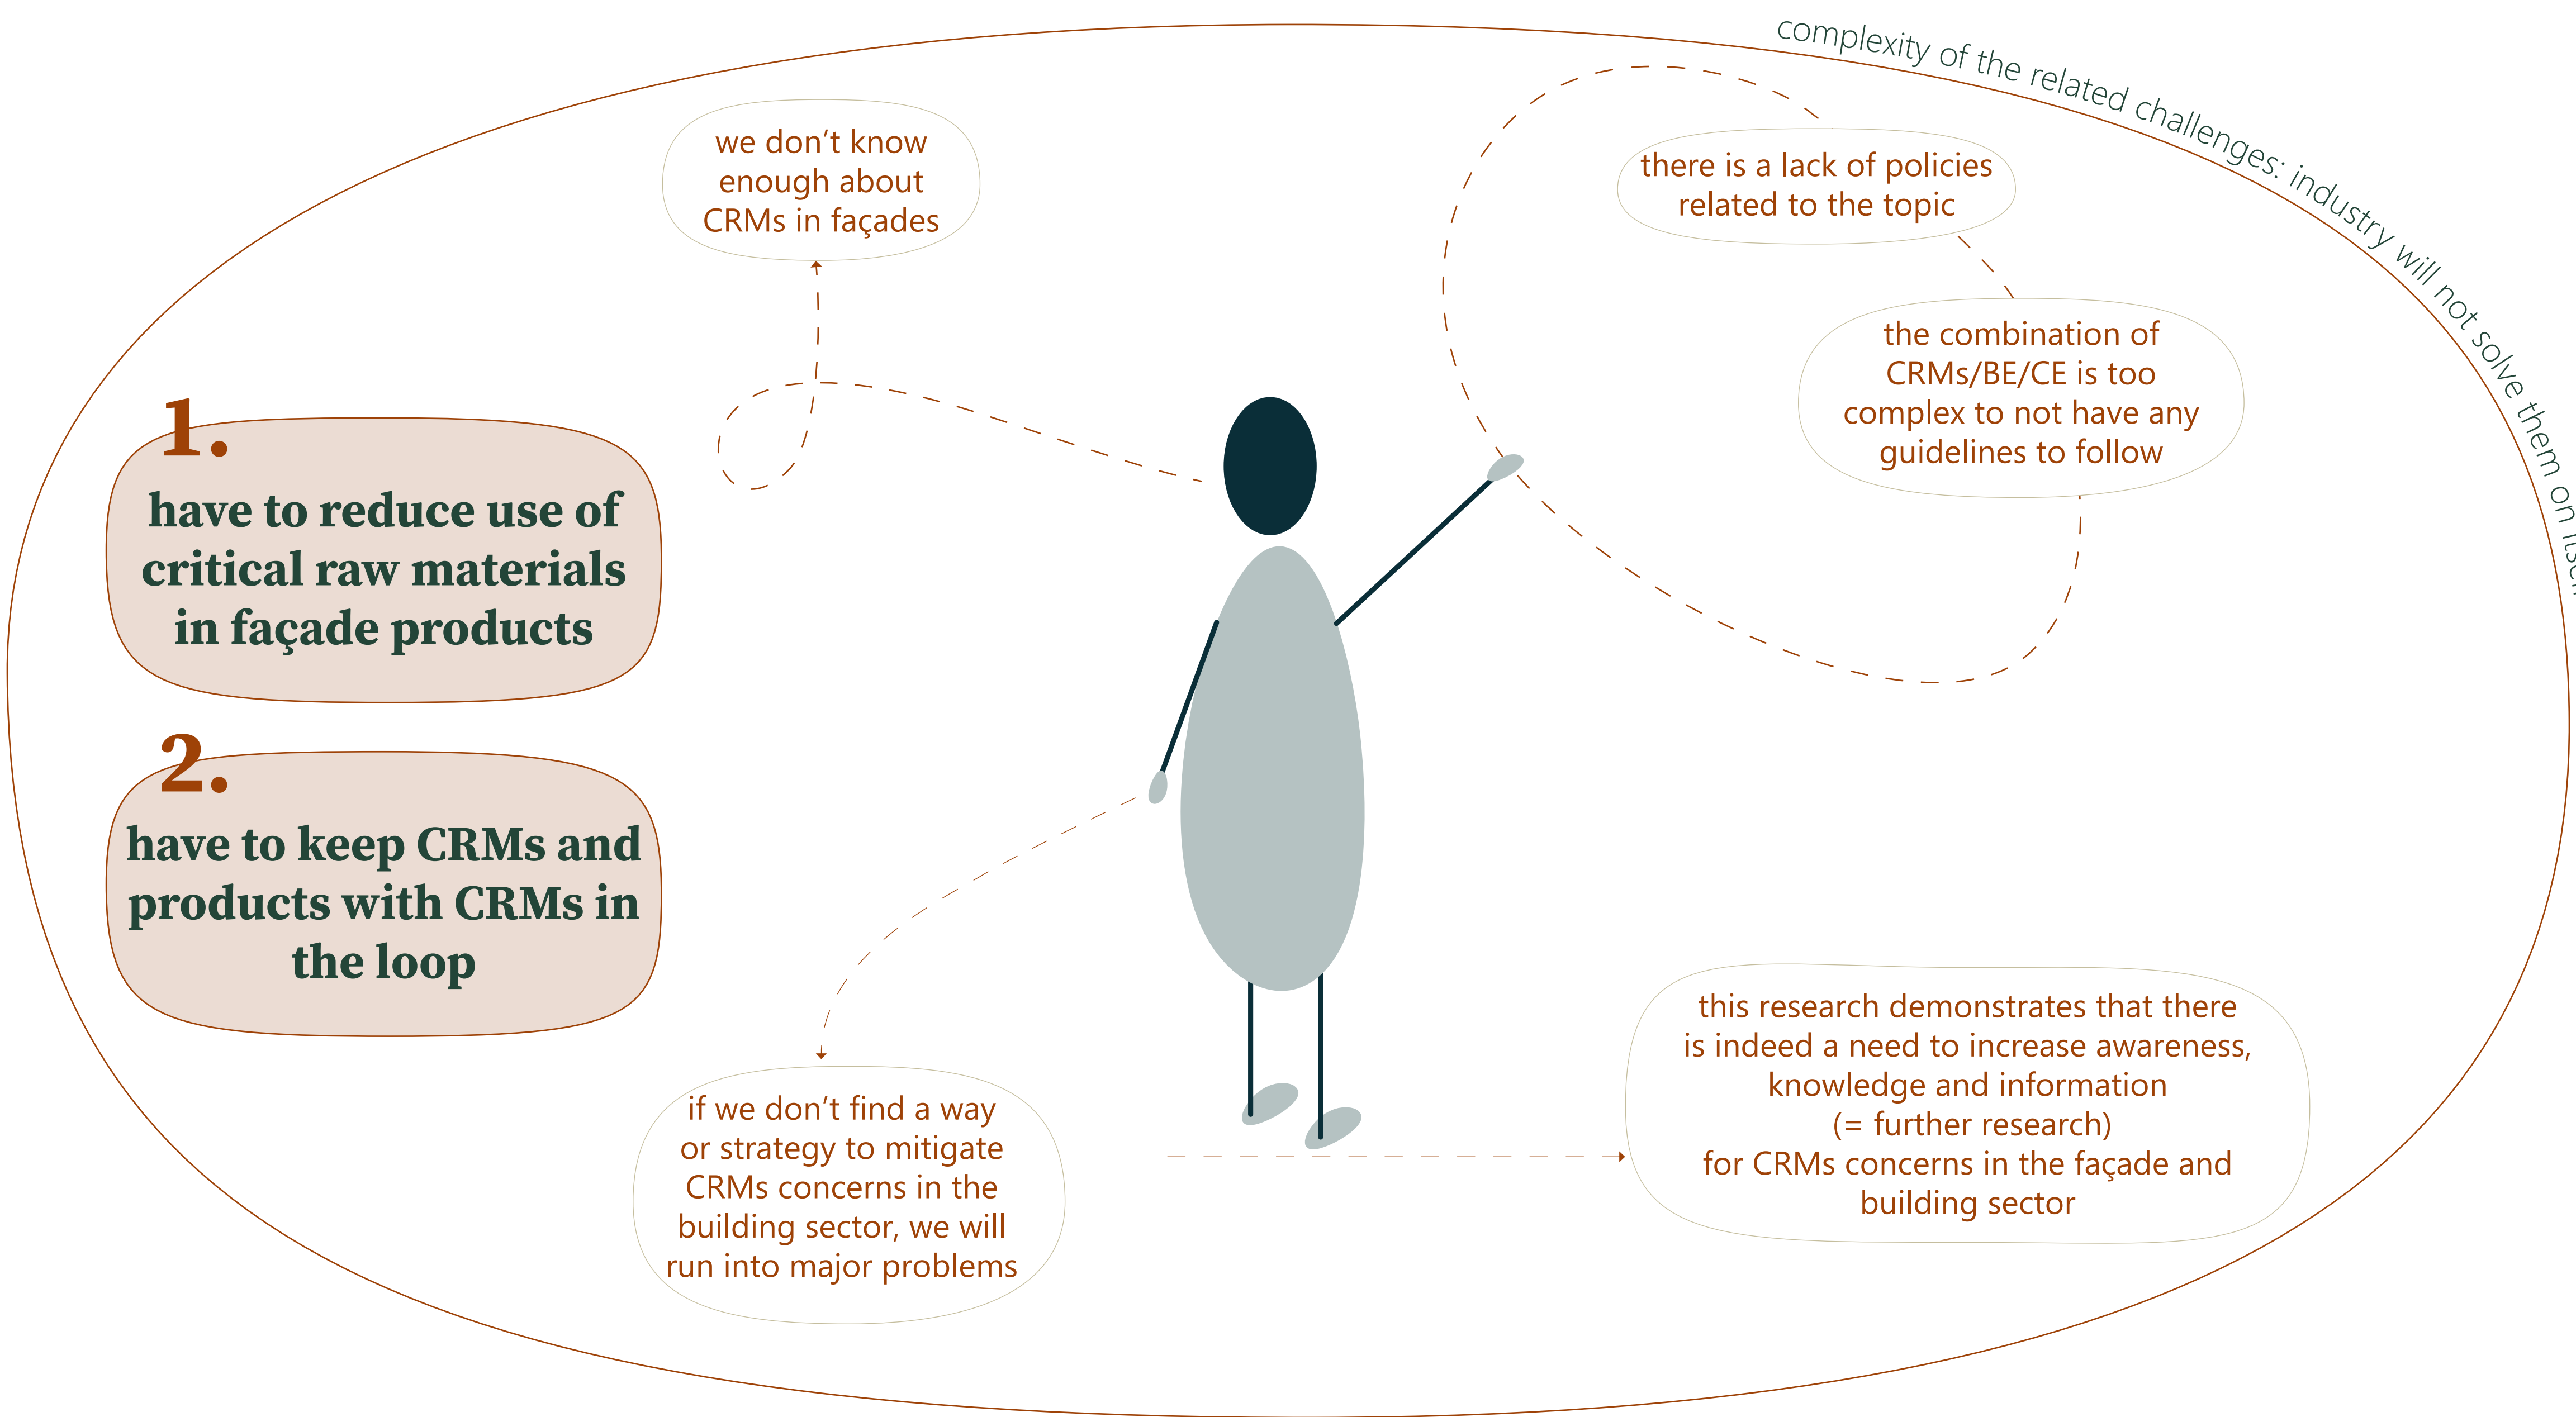 complexity of the related challenges: industry will not solve them on itself
we don’t know
enough about
CRMs in façades
there is a lack of policies
related to the topic
the combination of
CRMs/BE/CE is too
complex to not have any
guidelines to follow
1.
have to reduce use of
critical raw materials
in façade products
2.
have to keep CRMs and
products with CRMs in
the loop
if we don’t find a way
or strategy to mitigate
CRMs concerns in the
building sector, we will
run into major problems
this research demonstrates that there
is indeed a need to increase awareness,
knowledge and information
(= further research)
for CRMs concerns in the façade and
building sector